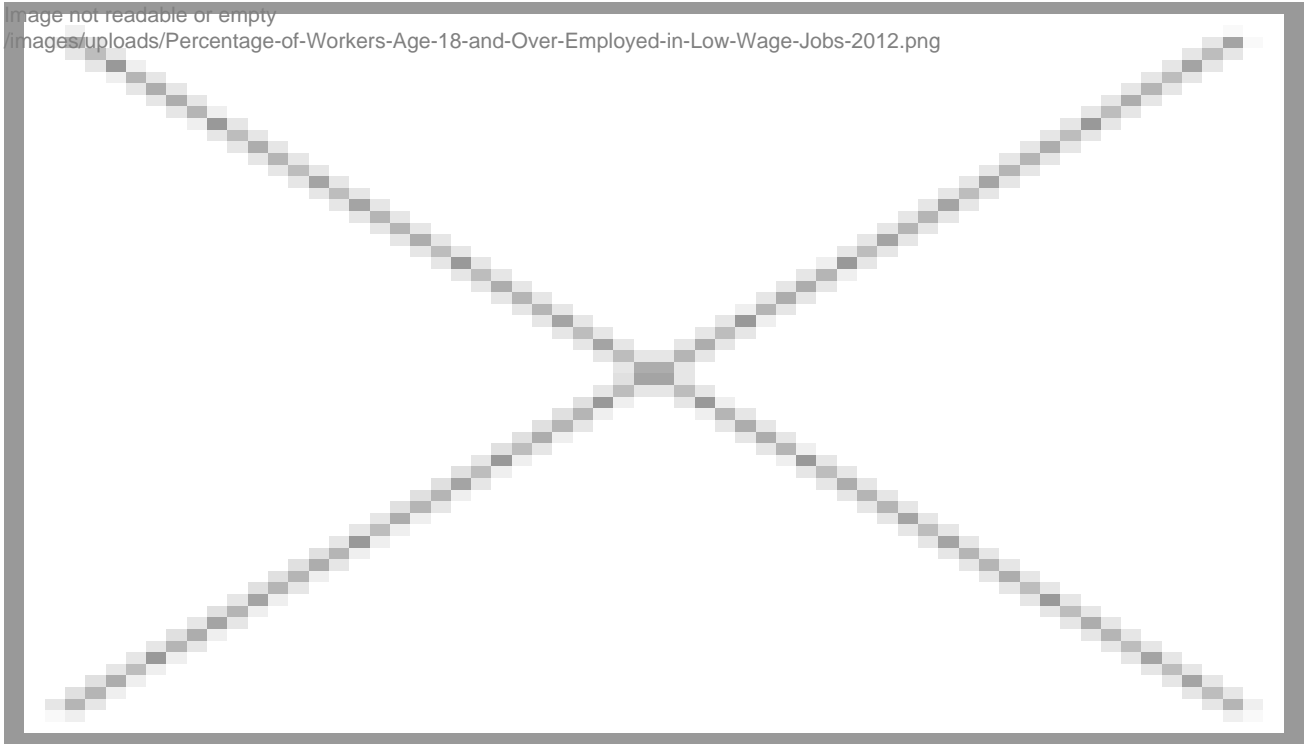 Image not readable or empty
/images/uploads/Percentage-of-Workers-Age-18-and-Over-Employed-in-Low-Wage-Jobs-2012.png